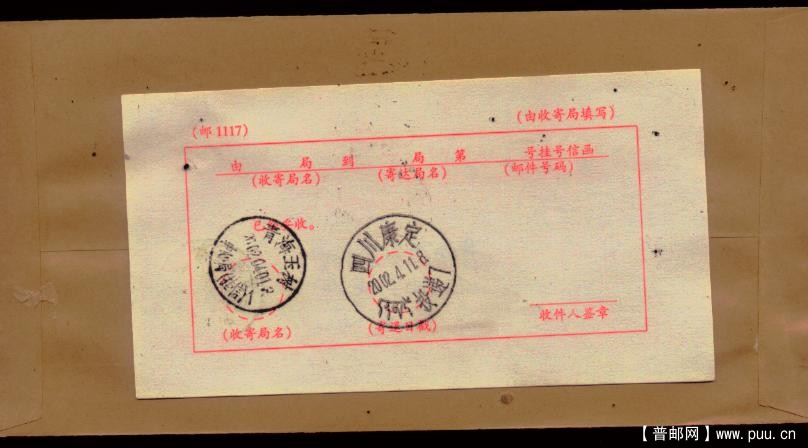 (邮1117)
(由收寄局填写)
由 局 到 局 第 号挂号信函
(收寄局名) (寄达局名) (邮件号码)
收。
青海玉树
四川康定
2002.4.11.
(收寄局名)
(寄达日戳)
收件人签章
【普邮网】www.puu.cn